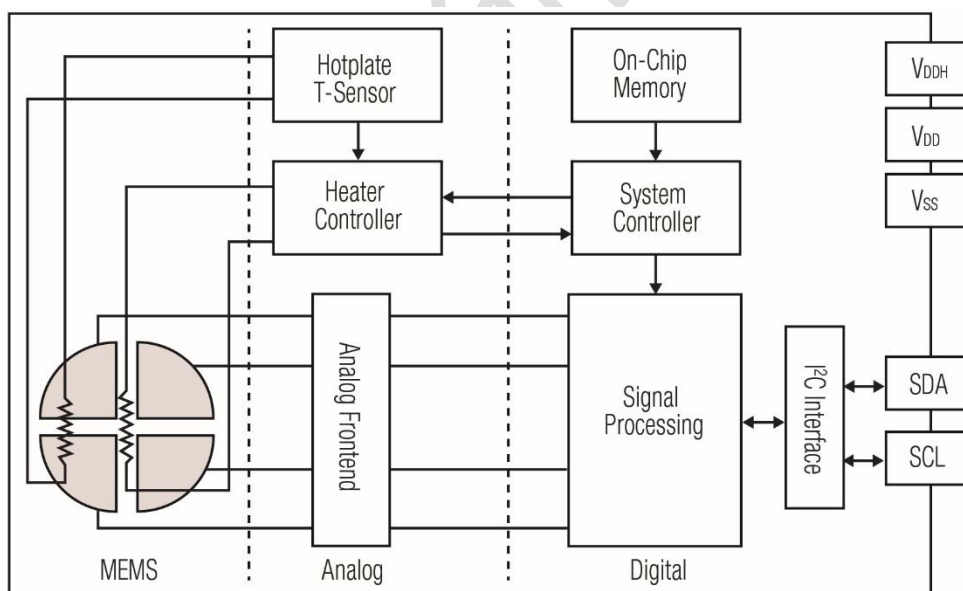 Hotplate
T-Sensor
On-Chip
Memory
VDDH
VDD
VSS
Heater
Controller
System
Controller
Analog Frontend
Signal
Processing
I²C Interface
SDA
SCL
MEMS
Analog
Digital